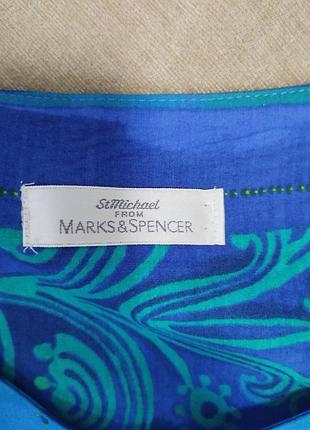 St Michael
FROM
MARKS & SPENCER